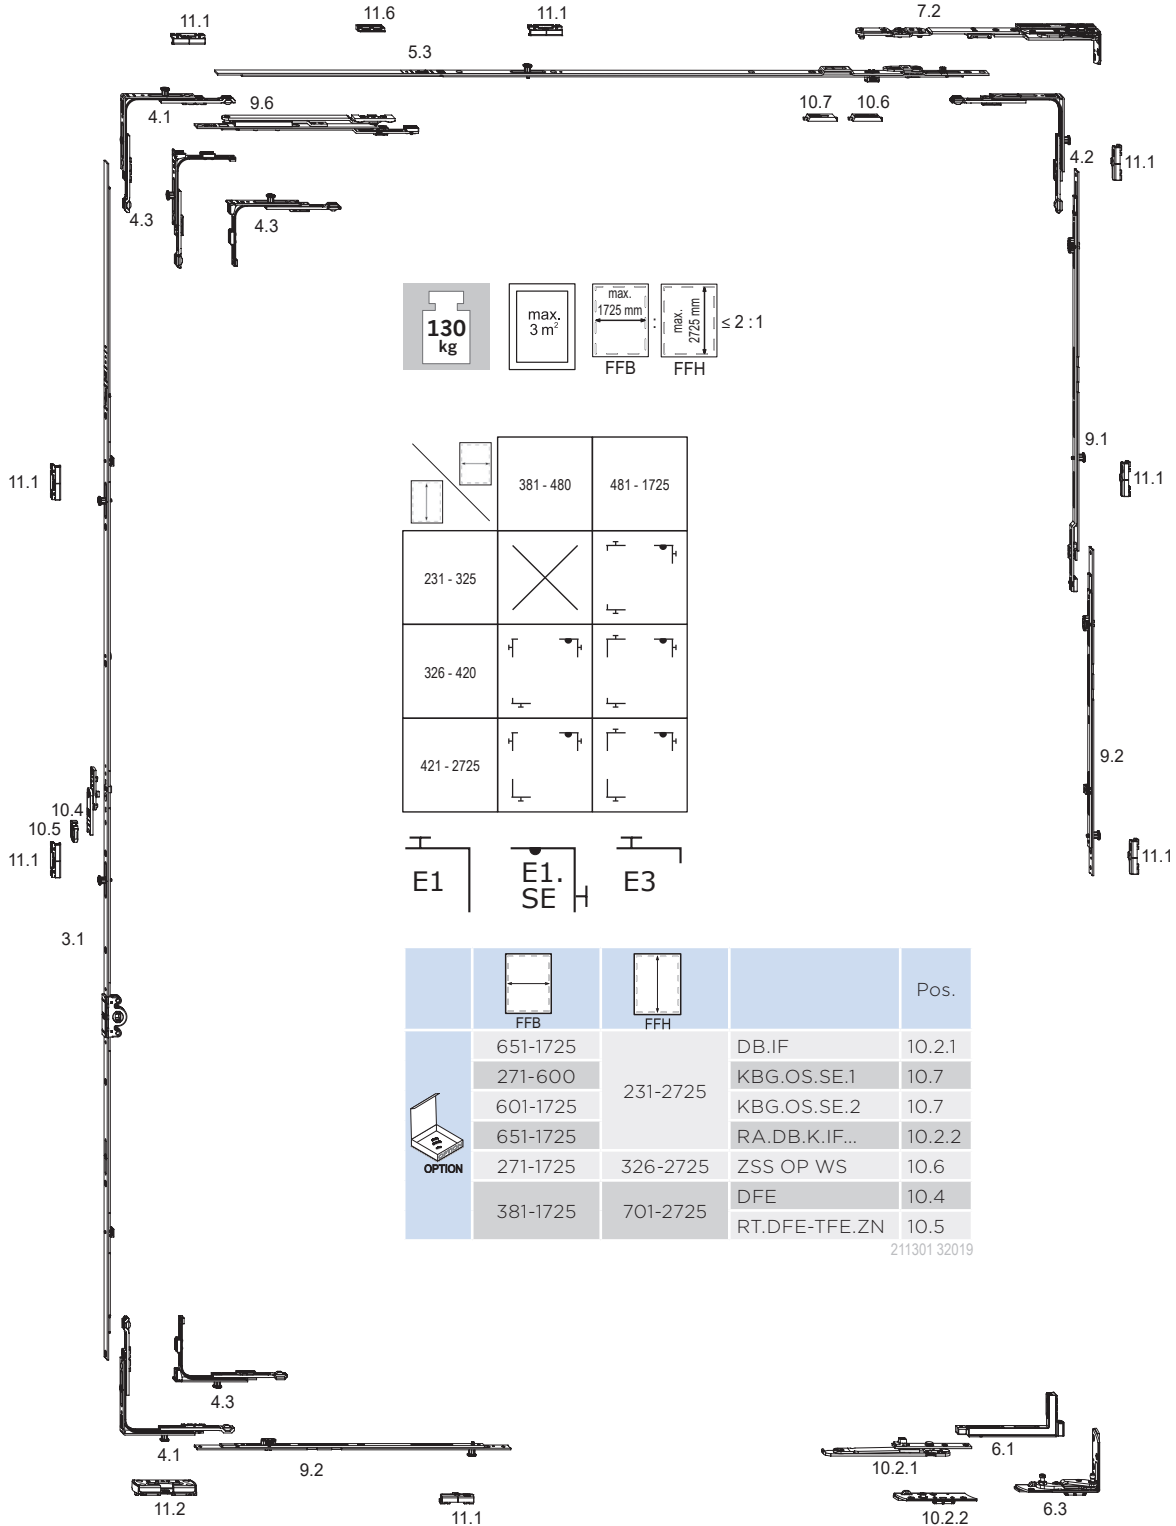 11.1
11.6
11.1
7.2
5.3
4.1
9.6
10.7
10.6
4.2
11.1
4.3
4.3
130
kg
max.
3 m²
max.
1725 mm
:
max.
2725 mm
≤ 2 : 1
FFB
FFH
9.1
11.1
11.1
381 - 480
481 - 1725
231 - 325
326 - 420
421 - 2725
9.2
10.4
10.5
11.1
11.1
E1
E1.
SE
E3
3.1
FFB
FFH
Pos.
651-1725
231-2725
DB.IF
10.2.1
271-600
KBG.OS.SE.1
10.7
601-1725
KBG.OS.SE.2
10.7
651-1725
RA.DB.K.IF...
10.2.2
OPTION
271-1725
326-2725
ZSS OP WS
10.6
381-1725
701-2725
DFE
10.4
RT.DFE-TFE.ZN
10.5
211301 32019
4.3
4.1
9.2
11.2
11.1
6.1
10.2.1
6.3
10.2.2